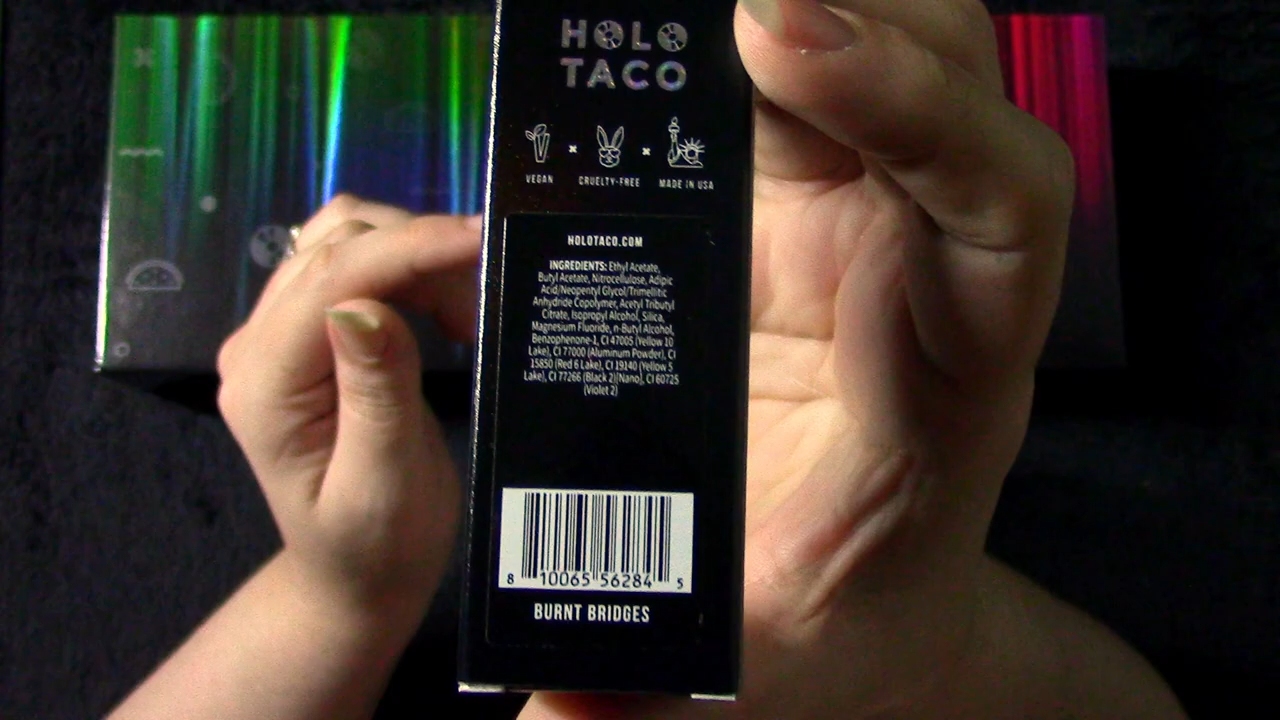 HOLO
TACO
VEGAN × CRUELTY-FREE × MADE IN USA
HOLOTACO.COM
INGREDIENTS: Ethyl Acetate,
Butyl Acetate, Nitrocellulose, Adipic
Acid/Neopentyl Glycol/Trimellitic
Anhydride Copolymer, Acetyl Tributyl
Citrate, Isopropyl Alcohol, Silica,
Magnesium Fluoride, n-Butyl Alcohol,
Benzophenone-1, CI 47005 (Yellow 10
Lake), CI 77000 (Aluminum Powder), CI
15850 (Red 6 Lake), CI 19140 (Yellow 5
Lake), CI 77266 (Black 2)[Nano], CI 60725
(Violet 2)
8 10065 56284 5
BURNT BRIDGES